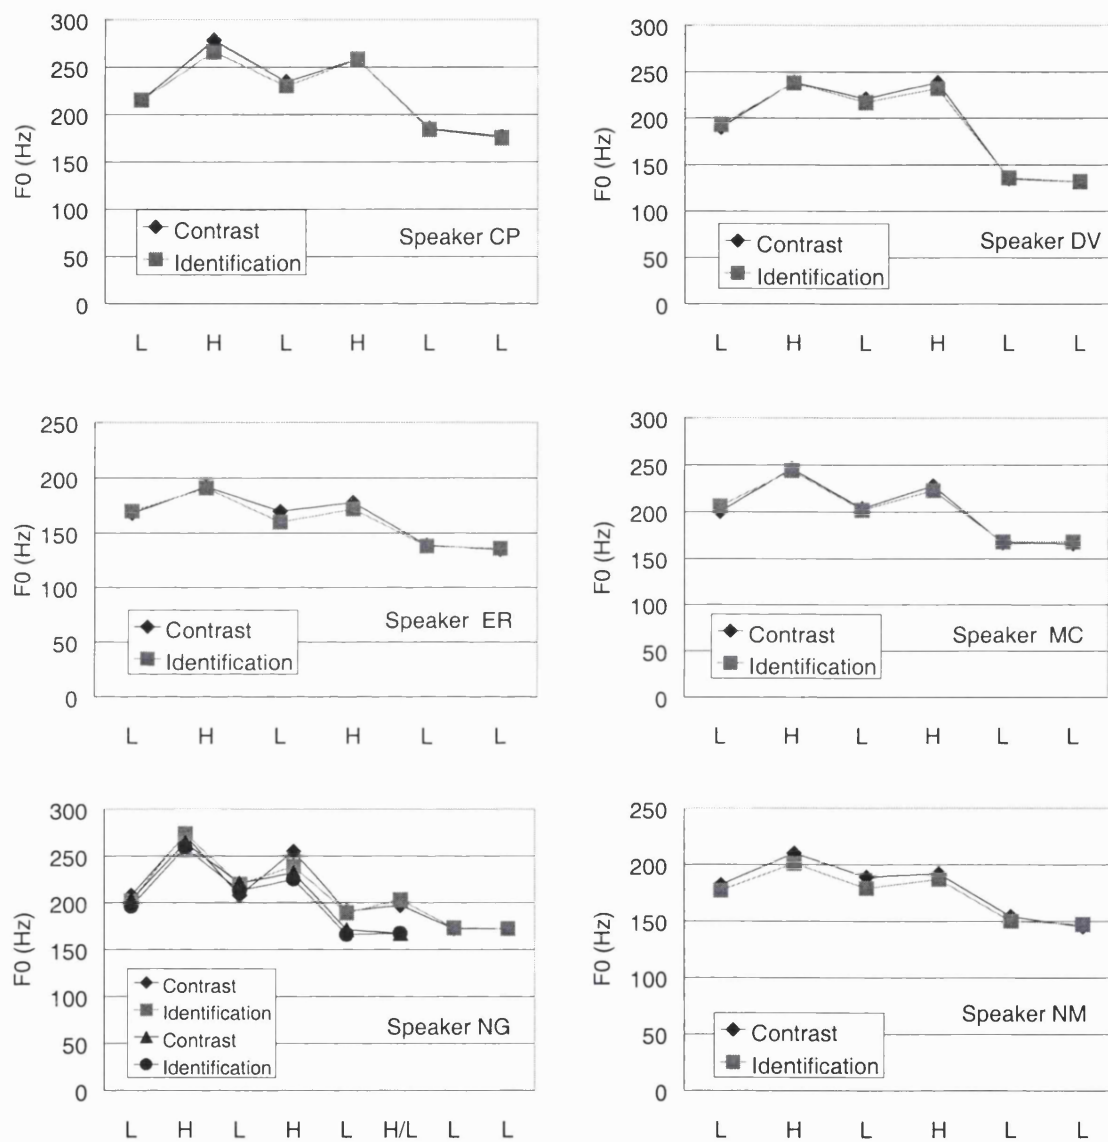 300
250
200
150
100
50
0
F0 (Hz)
Contrast
Identification
Speaker CP
L H L H L L
300
250
200
150
100
50
0
F0 (Hz)
Contrast
Identification
Speaker DV
L H L H L L
250
200
150
100
50
0
F0 (Hz)
Contrast
Identification
Speaker ER
L H L H L L
300
250
200
150
100
50
0
F0 (Hz)
Contrast
Identification
Speaker MC
L H L H L L
300
250
200
150
100
50
0
F0 (Hz)
Contrast
Identification
Contrast
Identification
Speaker NG
L H L H L H/L L L
250
200
150
100
50
0
F0 (Hz)
Contrast
Identification
Speaker NM
L H L H L L